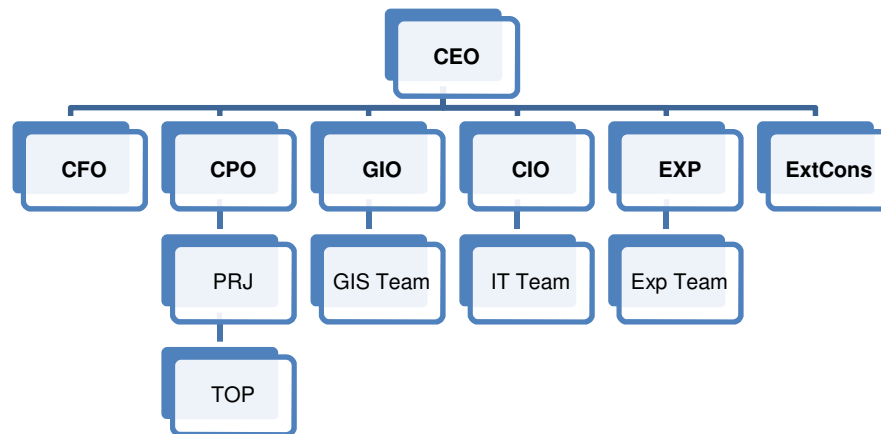 CEO
CFO
CPO
GIO
CIO
EXP
ExtCons
PRJ
GIS Team
IT Team
Exp Team
TOP